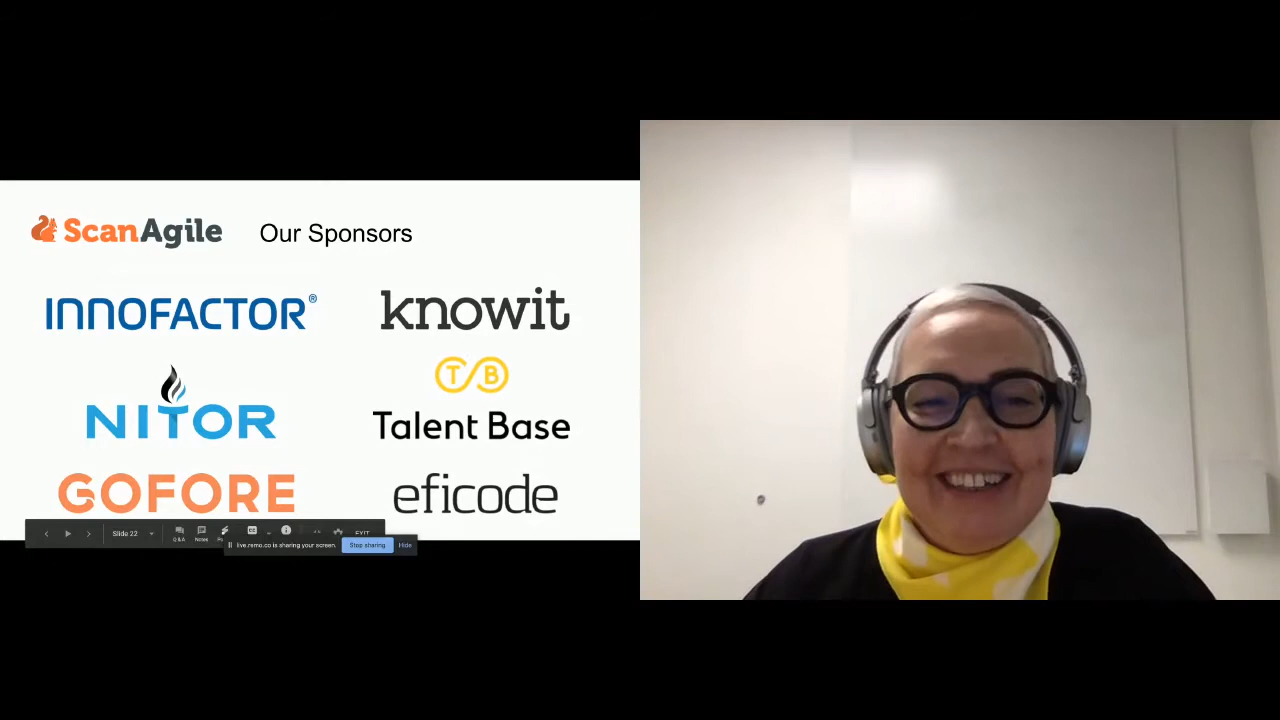 ScanAgile Our Sponsors
INNOFACTOR® knowit
TB
NITOR Talent Base
GOFORE eficode
Slide 22 Q&A Notes EXIT
live.remo.co is sharing your screen. Stop sharing Hide